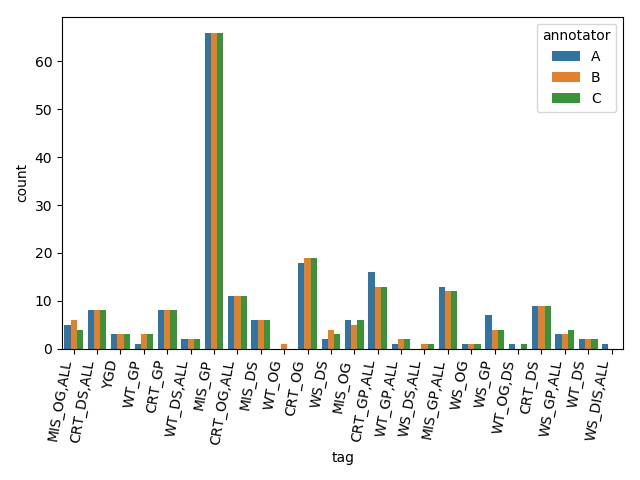 annotator
A
B
C
count
60
50
40
30
20
10
0
MIS_OG,ALL
CRT_DS,ALL
YGD
WT_GP
CRT_GP
WT_DS,ALL
MIS_GP
CRT_OG,ALL
MIS_DS
WT_OG
CRT_OG
WS_DS
MIS_OG
CRT_GP,ALL
WT_GP,ALL
WS_DS,ALL
MIS_GP,ALL
WS_OG
WS_GP
WT_OG,DS
CRT_DS
WS_GP,ALL
WT_DS
WS_DIS,ALL
tag